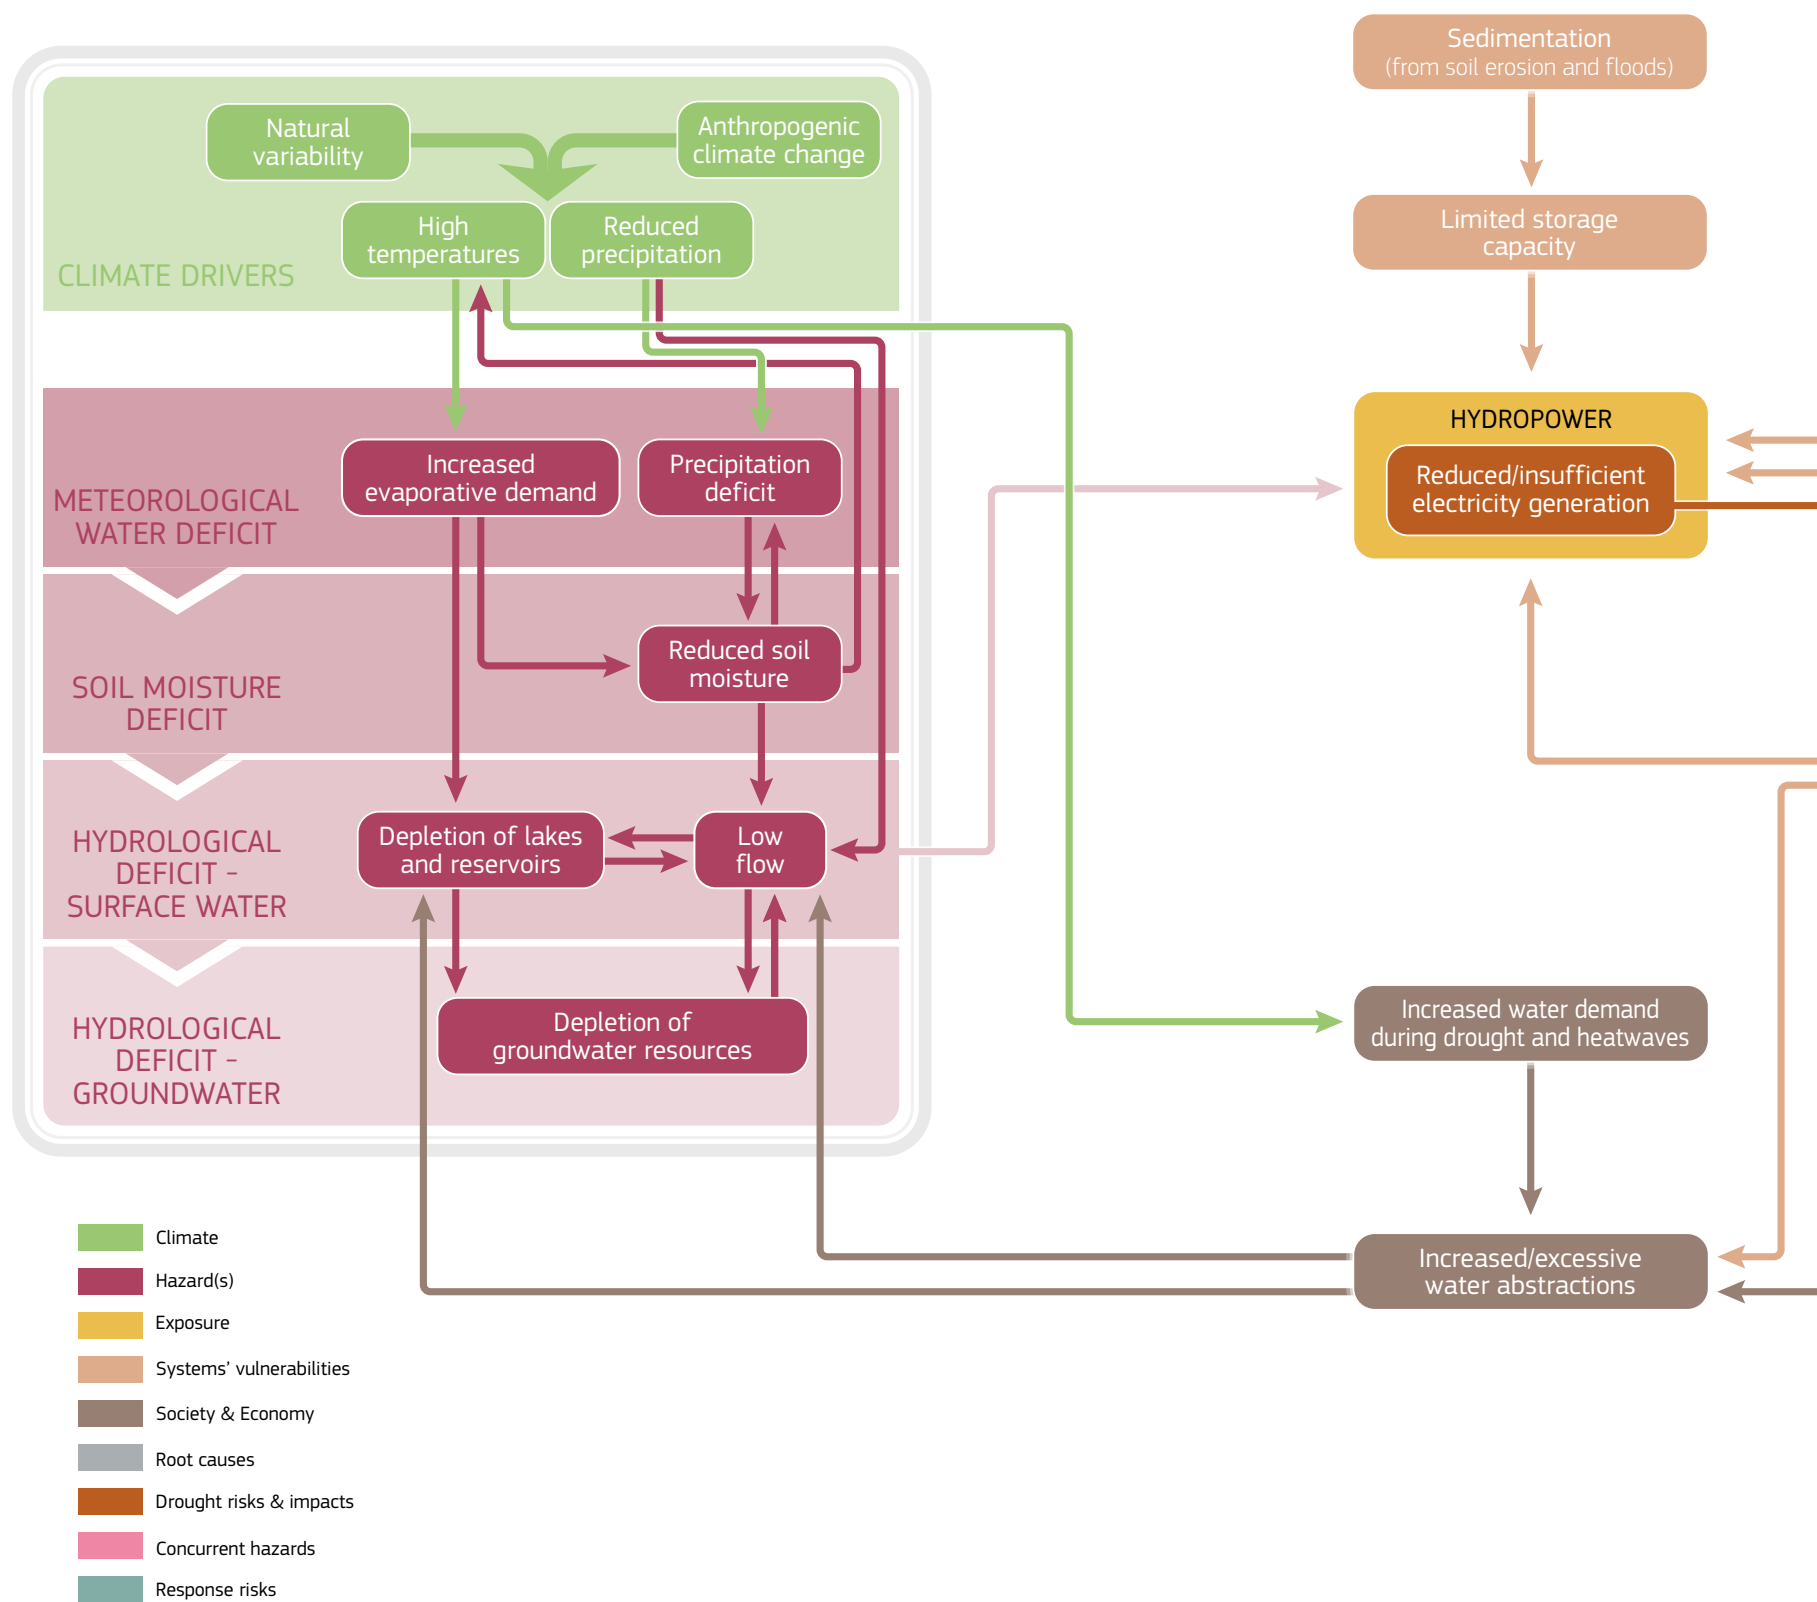 Sedimentation
(from soil erosion and floods)
Natural
variability
Anthropogenic
climate change
High
temperatures
Reduced
precipitation
Limited storage
capacity
CLIMATE DRIVERS
HYDROPOWER
Reduced/insufficient
electricity generation
Increased
evaporative demand
Precipitation
deficit
METEOROLOGICAL
WATER DEFICIT
Reduced soil
moisture
SOIL MOISTURE
DEFICIT
Depletion of lakes
and reservoirs
Low
flow
HYDROLOGICAL
DEFICIT -
SURFACE WATER
Increased water demand
during drought and heatwaves
Depletion of
groundwater resources
HYDROLOGICAL
DEFICIT -
GROUNDWATER
Increased/excessive
water abstractions
Climate
Hazard(s)
Exposure
Systems' vulnerabilities
Society & Economy
Root causes
Drought risks & impacts
Concurrent hazards
Response risks